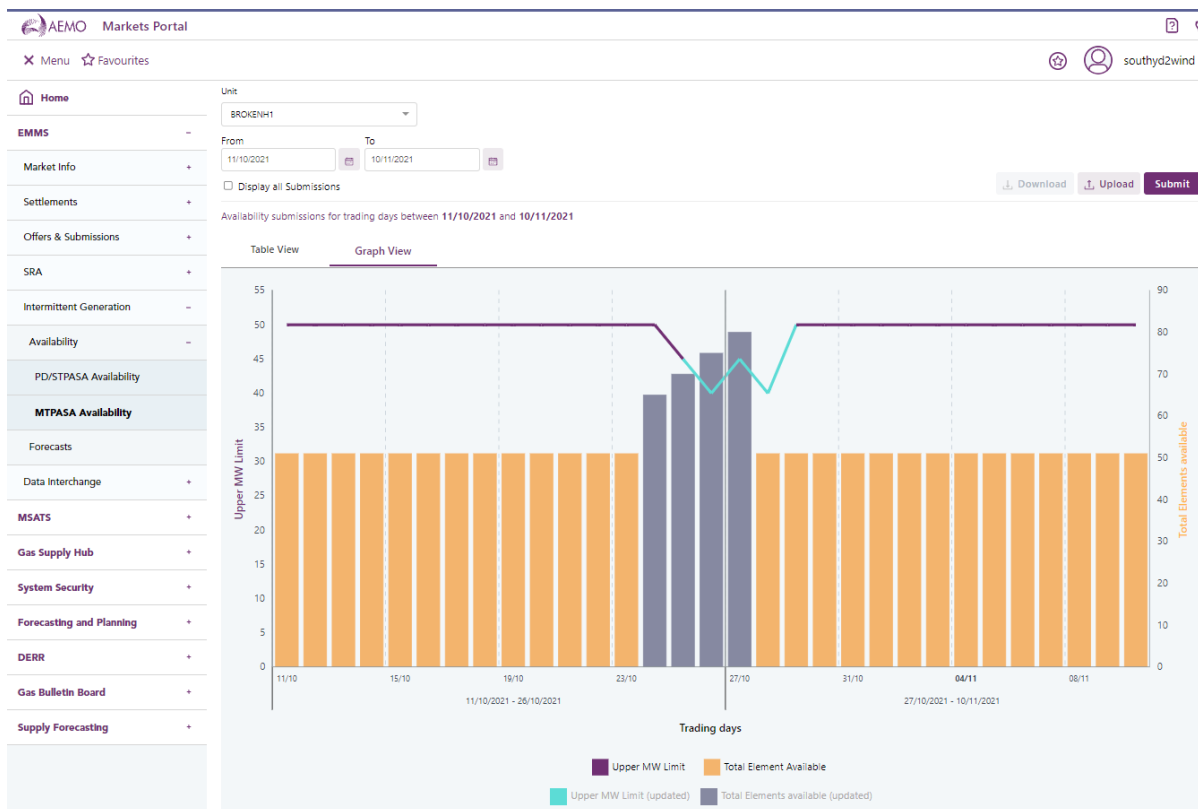 AEMO Markets Portal
Menu Favourites
southyd2wind
Home
EMMS
Market Info
Settlements
Offers & Submissions
SRA
Intermittent Generation
Availability
PD/STPASA Availability
MTPASA Availability
Forecasts
Data Interchange
MSATS
Gas Supply Hub
System Security
Forecasting and Planning
DERR
Gas Bulletin Board
Supply Forecasting
Unit
BROKENH1
From To
11/10/2021 10/11/2021
Display all Submissions
Download Upload Submit
Availability submissions for trading days between 11/10/2021 and 10/11/2021
Table View Graph View
Upper MW Limit
55
50
45
40
35
30
25
20
15
10
5
0
Total Elements available
90
80
70
60
50
40
30
20
10
0
11/10 15/10 19/10 23/10 27/10 31/10 04/11 08/11
11/10/2021 - 26/10/2021 27/10/2021 - 10/11/2021
Trading days
Upper MW Limit Total Element Available
Upper MW Limit (updated) Total Elements available (updated)